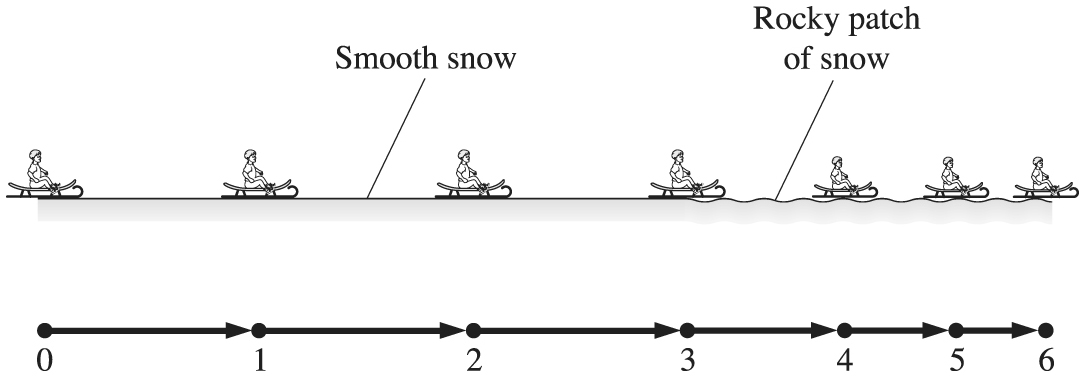 Rocky patch
of snow
Smooth snow
0 1 2 3 4 5 6